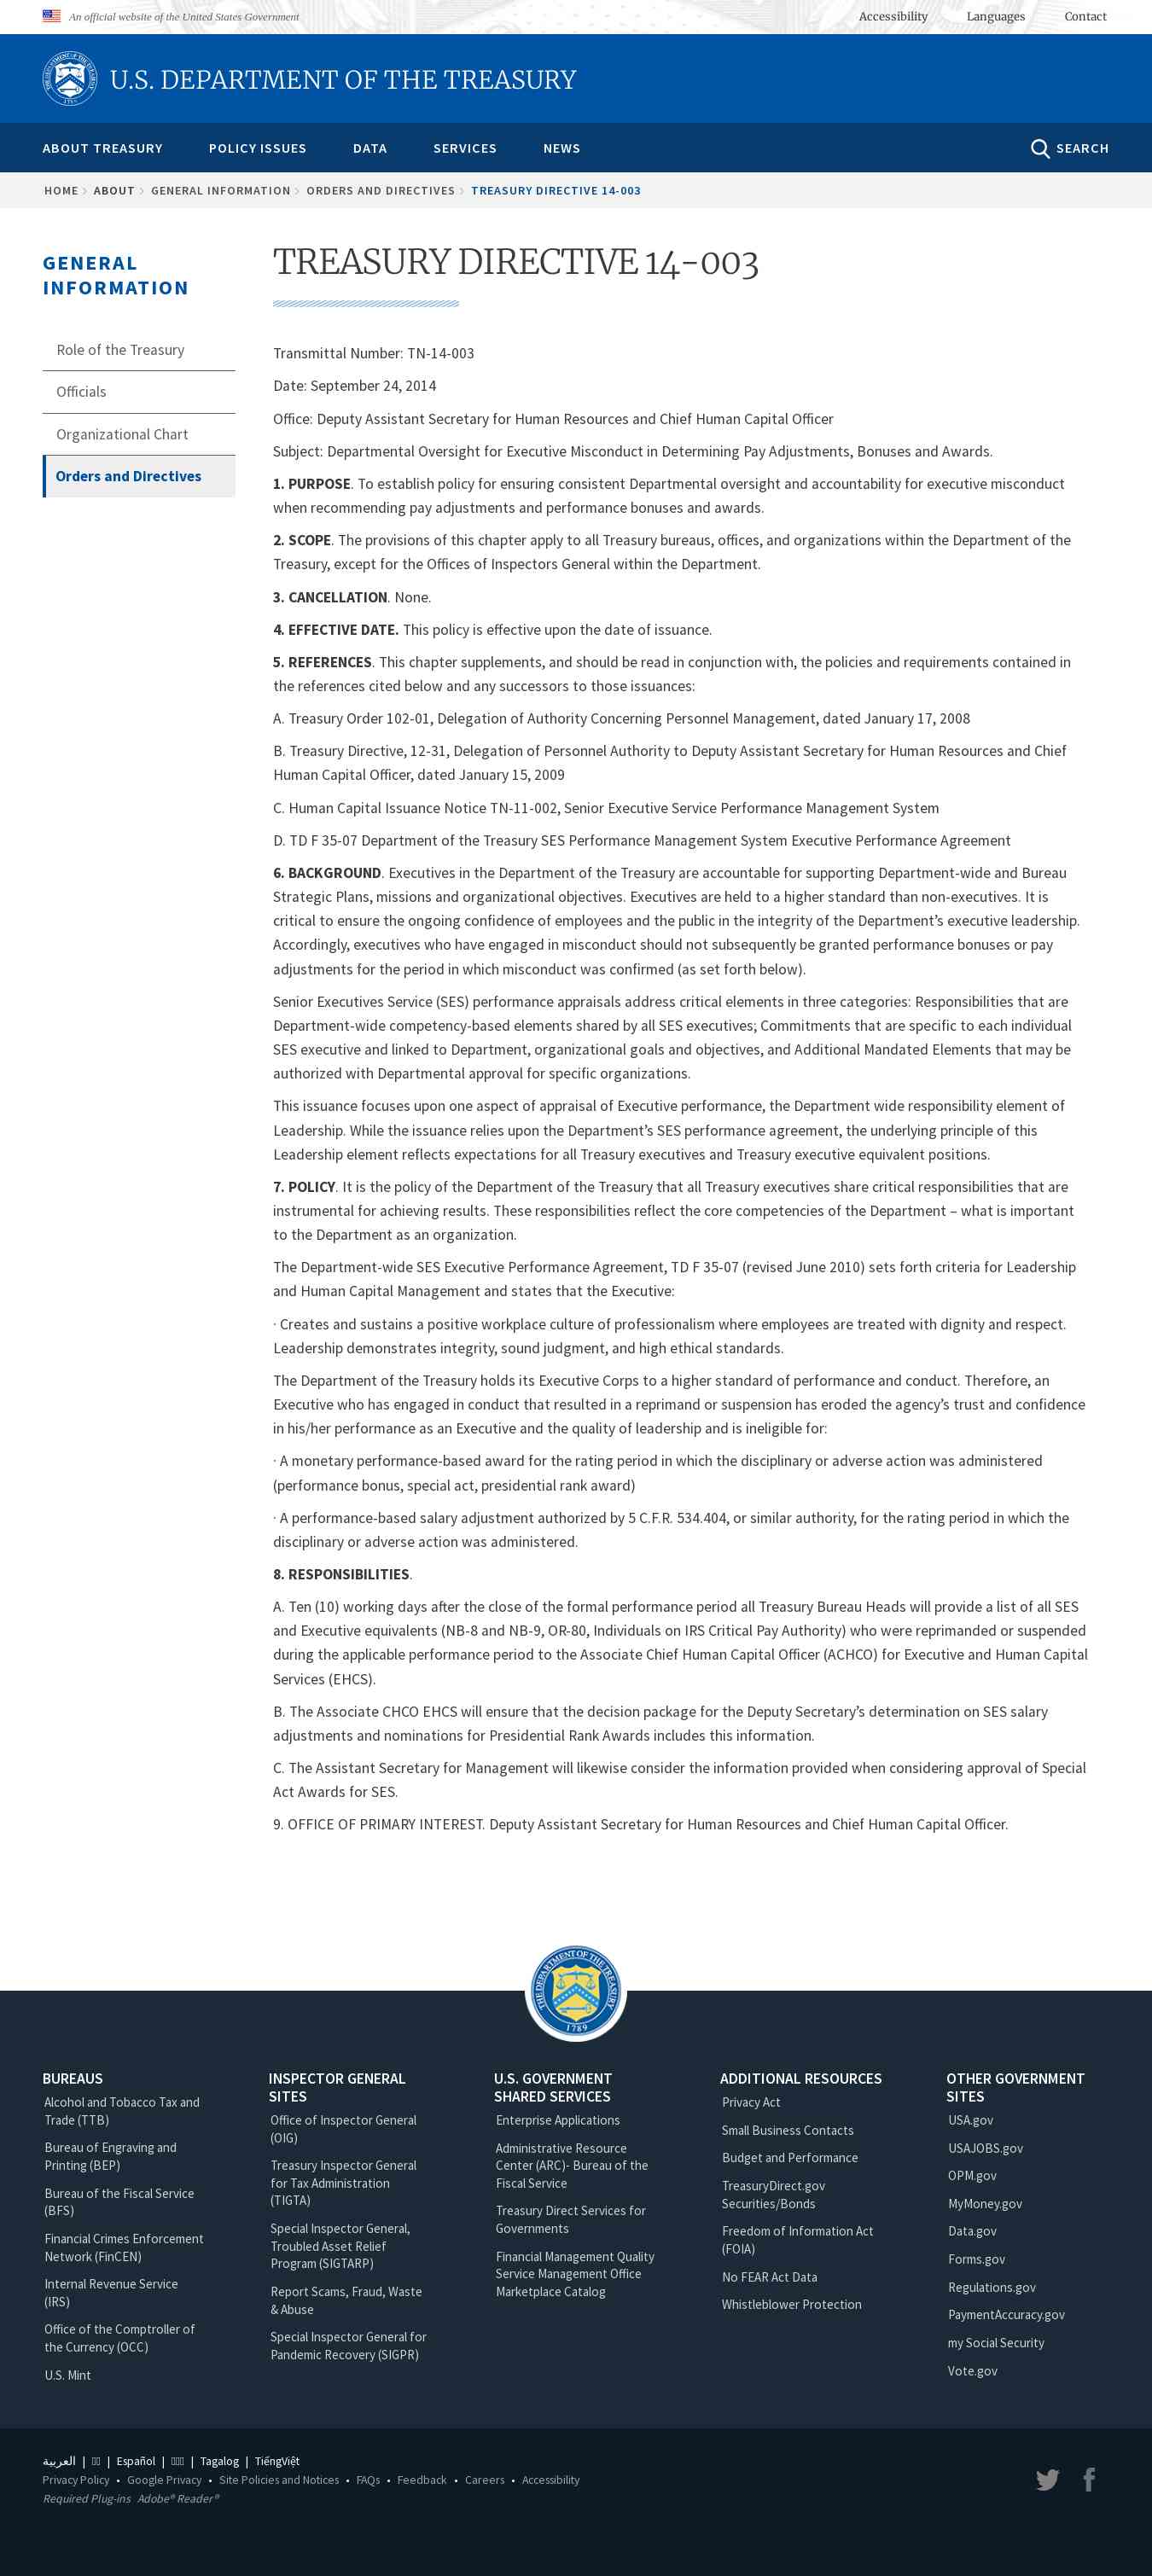 An official website of the United States Government
Accessibility Languages Contact
U.S. DEPARTMENT OF THE TREASURY
ABOUT TREASURY POLICY ISSUES DATA SERVICES NEWS SEARCH
HOME ABOUT GENERAL INFORMATION ORDERS AND DIRECTIVES TREASURY DIRECTIVE 14-003
GENERAL
INFORMATION
Role of the Treasury
Officials
Organizational Chart
Orders and Directives
TREASURY DIRECTIVE 14-003
Transmittal Number: TN-14-003
Date: September 24, 2014
Office: Deputy Assistant Secretary for Human Resources and Chief Human Capital Officer
Subject: Departmental Oversight for Executive Misconduct in Determining Pay Adjustments, Bonuses and Awards.
1. PURPOSE. To establish policy for ensuring consistent Departmental oversight and accountability for executive misconduct
when recommending pay adjustments and performance bonuses and awards.
2. SCOPE. The provisions of this chapter apply to all Treasury bureaus, offices, and organizations within the Department of the
Treasury, except for the Offices of Inspectors General within the Department.
3. CANCELLATION. None.
4. EFFECTIVE DATE. This policy is effective upon the date of issuance.
5. REFERENCES. This chapter supplements, and should be read in conjunction with, the policies and requirements contained in
the references cited below and any successors to those issuances:
A. Treasury Order 102-01, Delegation of Authority Concerning Personnel Management, dated January 17, 2008
B. Treasury Directive, 12-31, Delegation of Personnel Authority to Deputy Assistant Secretary for Human Resources and Chief
Human Capital Officer, dated January 15, 2009
C. Human Capital Issuance Notice TN-11-002, Senior Executive Service Performance Management System
D. TD F 35-07 Department of the Treasury SES Performance Management System Executive Performance Agreement
6. BACKGROUND. Executives in the Department of the Treasury are accountable for supporting Department-wide and Bureau
Strategic Plans, missions and organizational objectives. Executives are held to a higher standard than non-executives. It is
critical to ensure the ongoing confidence of employees and the public in the integrity of the Department’s executive leadership.
Accordingly, executives who have engaged in misconduct should not subsequently be granted performance bonuses or pay
adjustments for the period in which misconduct was confirmed (as set forth below).
Senior Executives Service (SES) performance appraisals address critical elements in three categories: Responsibilities that are
Department-wide competency-based elements shared by all SES executives; Commitments that are specific to each individual
SES executive and linked to Department, organizational goals and objectives, and Additional Mandated Elements that may be
authorized with Departmental approval for specific organizations.
This issuance focuses upon one aspect of appraisal of Executive performance, the Department wide responsibility element of
Leadership. While the issuance relies upon the Department’s SES performance agreement, the underlying principle of this
Leadership element reflects expectations for all Treasury executives and Treasury executive equivalent positions.
7. POLICY. It is the policy of the Department of the Treasury that all Treasury executives share critical responsibilities that are
instrumental for achieving results. These responsibilities reflect the core competencies of the Department – what is important
to the Department as an organization.
The Department-wide SES Executive Performance Agreement, TD F 35-07 (revised June 2010) sets forth criteria for Leadership
and Human Capital Management and states that the Executive:
· Creates and sustains a positive workplace culture of professionalism where employees are treated with dignity and respect.
Leadership demonstrates integrity, sound judgment, and high ethical standards.
The Department of the Treasury holds its Executive Corps to a higher standard of performance and conduct. Therefore, an
Executive who has engaged in conduct that resulted in a reprimand or suspension has eroded the agency’s trust and confidence
in his/her performance as an Executive and the quality of leadership and is ineligible for:
· A monetary performance-based award for the rating period in which the disciplinary or adverse action was administered
(performance bonus, special act, presidential rank award)
· A performance-based salary adjustment authorized by 5 C.F.R. 534.404, or similar authority, for the rating period in which the
disciplinary or adverse action was administered.
8. RESPONSIBILITIES.
A. Ten (10) working days after the close of the formal performance period all Treasury Bureau Heads will provide a list of all SES
and Executive equivalents (NB-8 and NB-9, OR-80, Individuals on IRS Critical Pay Authority) who were reprimanded or suspended
during the applicable performance period to the Associate Chief Human Capital Officer (ACHCO) for Executive and Human Capital
Services (EHCS).
B. The Associate CHCO EHCS will ensure that the decision package for the Deputy Secretary’s determination on SES salary
adjustments and nominations for Presidential Rank Awards includes this information.
C. The Assistant Secretary for Management will likewise consider the information provided when considering approval of Special
Act Awards for SES.
9. OFFICE OF PRIMARY INTEREST. Deputy Assistant Secretary for Human Resources and Chief Human Capital Officer.
THE DEPARTMENT OF THE TREASURY
1789
BUREAUS
Alcohol and Tobacco Tax and
Trade (TTB)
Bureau of Engraving and
Printing (BEP)
Bureau of the Fiscal Service
(BFS)
Financial Crimes Enforcement
Network (FinCEN)
Internal Revenue Service
(IRS)
Office of the Comptroller of
the Currency (OCC)
U.S. Mint
INSPECTOR GENERAL
SITES
Office of Inspector General
(OIG)
Treasury Inspector General
for Tax Administration
(TIGTA)
Special Inspector General,
Troubled Asset Relief
Program (SIGTARP)
Report Scams, Fraud, Waste
& Abuse
Special Inspector General for
Pandemic Recovery (SIGPR)
U.S. GOVERNMENT
SHARED SERVICES
Enterprise Applications
Administrative Resource
Center (ARC)- Bureau of the
Fiscal Service
Treasury Direct Services for
Governments
Financial Management Quality
Service Management Office
Marketplace Catalog
ADDITIONAL RESOURCES
Privacy Act
Small Business Contacts
Budget and Performance
TreasuryDirect.gov
Securities/Bonds
Freedom of Information Act
(FOIA)
No FEAR Act Data
Whistleblower Protection
OTHER GOVERNMENT
SITES
USA.gov
USAJOBS.gov
OPM.gov
MyMoney.gov
Data.gov
Forms.gov
Regulations.gov
PaymentAccuracy.gov
my Social Security
Vote.gov
العربية | | Español | | Tagalog | TiếngViệt
Privacy Policy • Google Privacy • Site Policies and Notices • FAQs • Feedback • Careers • Accessibility
Required Plug-ins Adobe® Reader®